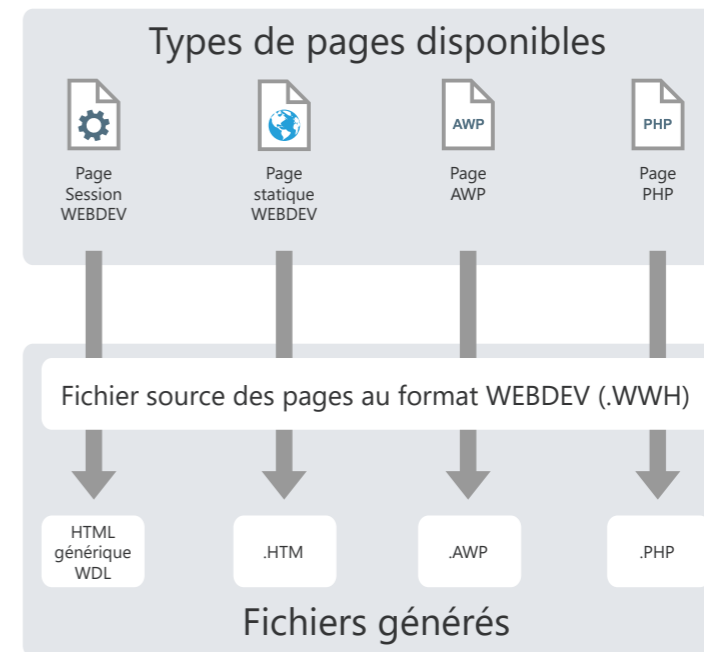 Types de pages disponibles
AWP
PHP
Page
Session
WEBDEV
Page
statique
WEBDEV
Page
AWP
Page
PHP
Fichier source des pages au format WEBDEV (.WWH)
HTML
générique
WDL
.HTM
.AWP
.PHP
Fichiers générés